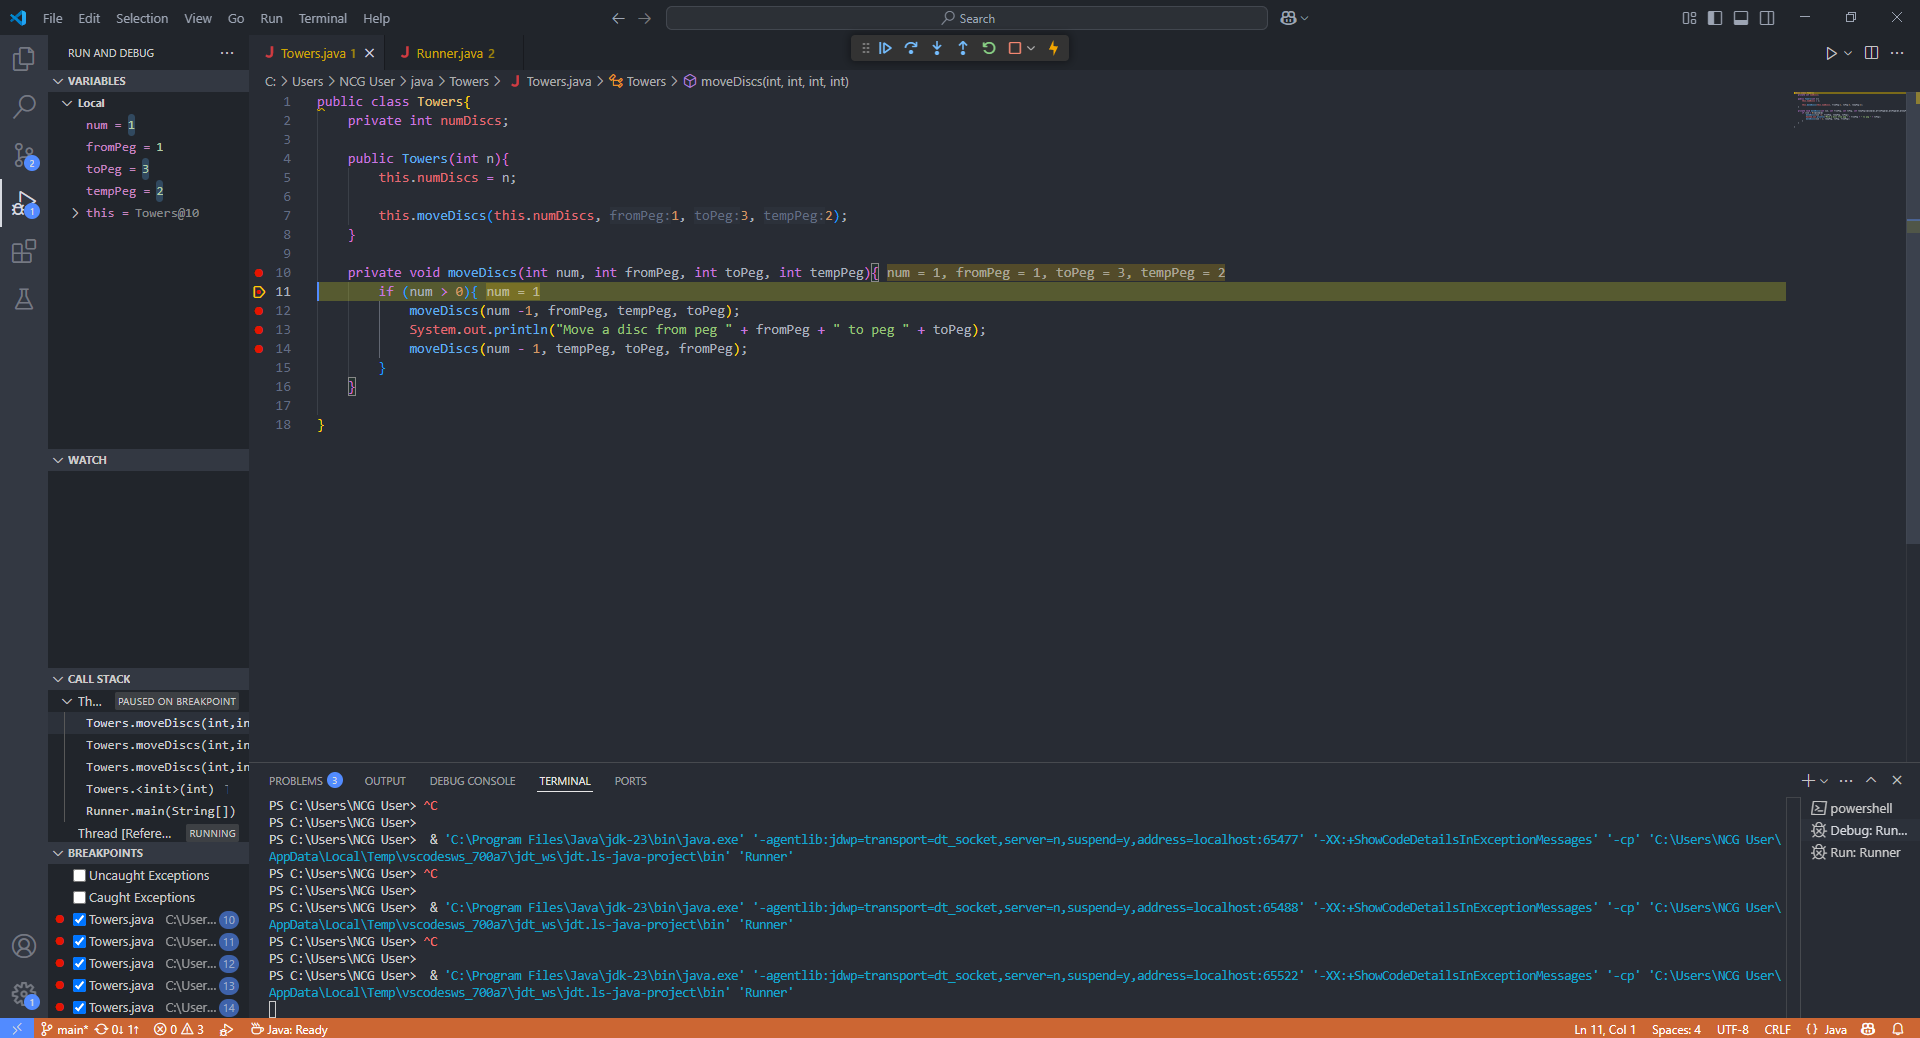 File Edit Selection View Go Run Terminal Help
Search
RUN AND DEBUG
Towers.java 1
Runner.java 2
VARIABLES
C: > Users > NCG User > java > Towers > Towers.java > Towers > moveDiscs(int, int, int, int)
Local
num = 1
fromPeg = 1
toPeg = 3
tempPeg = 2
this = Towers@10
1 public class Towers{
2 private int numDiscs;
3
4 public Towers(int n){
5 this.numDiscs = n;
6
7 this.moveDiscs(this.numDiscs, fromPeg:1, toPeg:3, tempPeg:2);
8 }
9
10 private void moveDiscs(int num, int fromPeg, int toPeg, int tempPeg){ num = 1, fromPeg = 1, toPeg = 3, tempPeg = 2
11 if (num > 0){ num = 1
12 moveDiscs(num -1, fromPeg, tempPeg, toPeg);
13 System.out.println("Move a disc from peg " + fromPeg + " to peg " + toPeg);
14 moveDiscs(num - 1, tempPeg, toPeg, fromPeg);
15 }
16 }
17
18 }
WATCH
CALL STACK
Th... PAUSED ON BREAKPOINT
Towers.moveDiscs(int,in
Towers.moveDiscs(int,in
Towers.moveDiscs(int,in
Towers.<init>(int)
Runner.main(String[])
Thread [Refere... RUNNING
BREAKPOINTS
Uncaught Exceptions
Caught Exceptions
Towers.java C:\User... 10
Towers.java C:\User... 11
Towers.java C:\User... 12
Towers.java C:\User... 13
Towers.java C:\User... 14
2
1
1
PROBLEMS 3 OUTPUT DEBUG CONSOLE TERMINAL PORTS
PS C:\Users\NCG User> ^C
PS C:\Users\NCG User>
PS C:\Users\NCG User> & 'C:\Program Files\Java\jdk-23\bin\java.exe' '-agentlib:jdwp=transport=dt_socket,server=n,suspend=y,address=localhost:65477' '-XX:+ShowCodeDetailsInExceptionMessages' '-cp' 'C:\Users\NCG User\
AppData\Local\Temp\vscodesws_700a7\jdt_ws\jdt.ls-java-project\bin' 'Runner'
PS C:\Users\NCG User> ^C
PS C:\Users\NCG User>
PS C:\Users\NCG User> & 'C:\Program Files\Java\jdk-23\bin\java.exe' '-agentlib:jdwp=transport=dt_socket,server=n,suspend=y,address=localhost:65488' '-XX:+ShowCodeDetailsInExceptionMessages' '-cp' 'C:\Users\NCG User\
AppData\Local\Temp\vscodesws_700a7\jdt_ws\jdt.ls-java-project\bin' 'Runner'
PS C:\Users\NCG User> ^C
PS C:\Users\NCG User>
PS C:\Users\NCG User> & 'C:\Program Files\Java\jdk-23\bin\java.exe' '-agentlib:jdwp=transport=dt_socket,server=n,suspend=y,address=localhost:65522' '-XX:+ShowCodeDetailsInExceptionMessages' '-cp' 'C:\Users\NCG User\
AppData\Local\Temp\vscodesws_700a7\jdt_ws\jdt.ls-java-project\bin' 'Runner'
powershell
Debug: Run...
Run: Runner
main* 0↓ 1↑ 0 3 Java: Ready
Ln 11, Col 1 Spaces: 4 UTF-8 CRLF {} Java